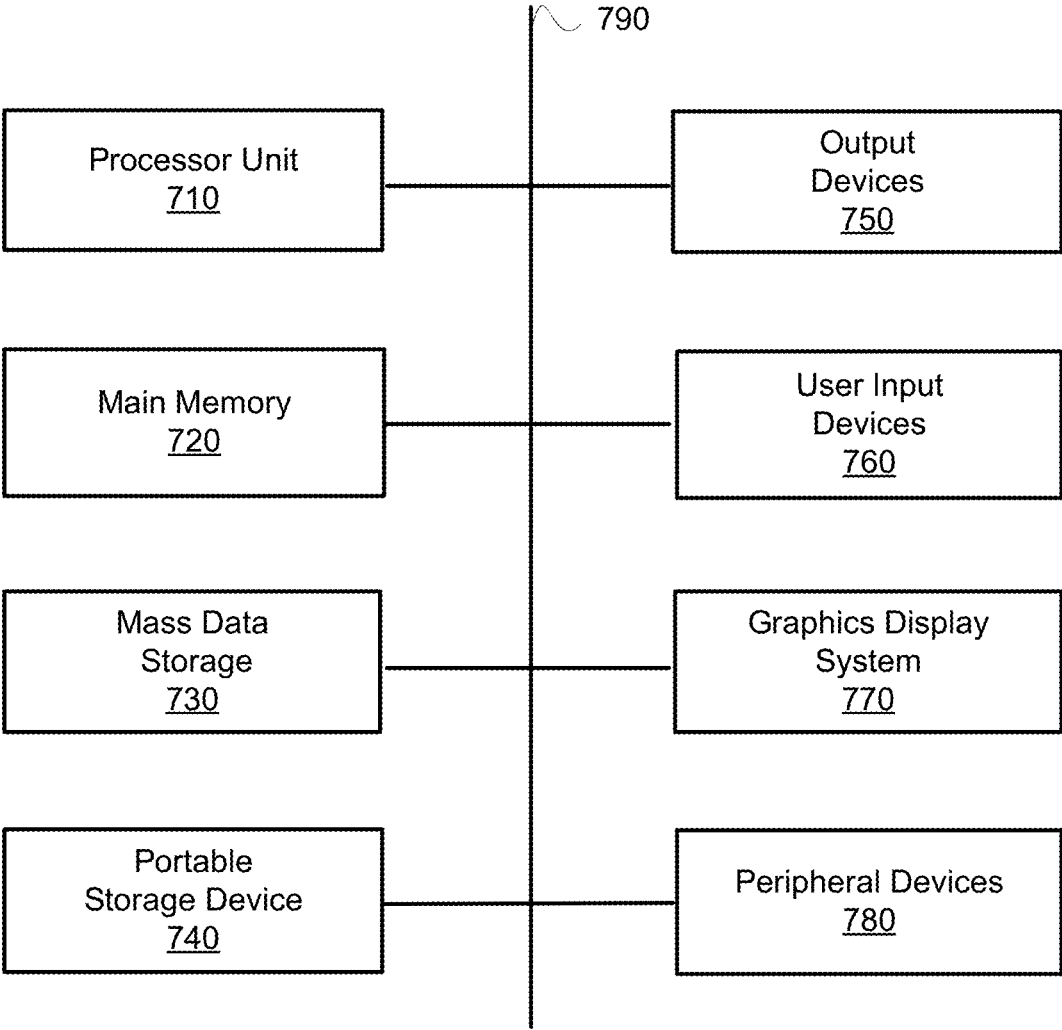 790
Processor Unit
710
Output
Devices
750
Main Memory
720
User Input
Devices
760
Mass Data
Storage
730
Graphics Display
System
770
Portable
Storage Device
740
Peripheral Devices
780